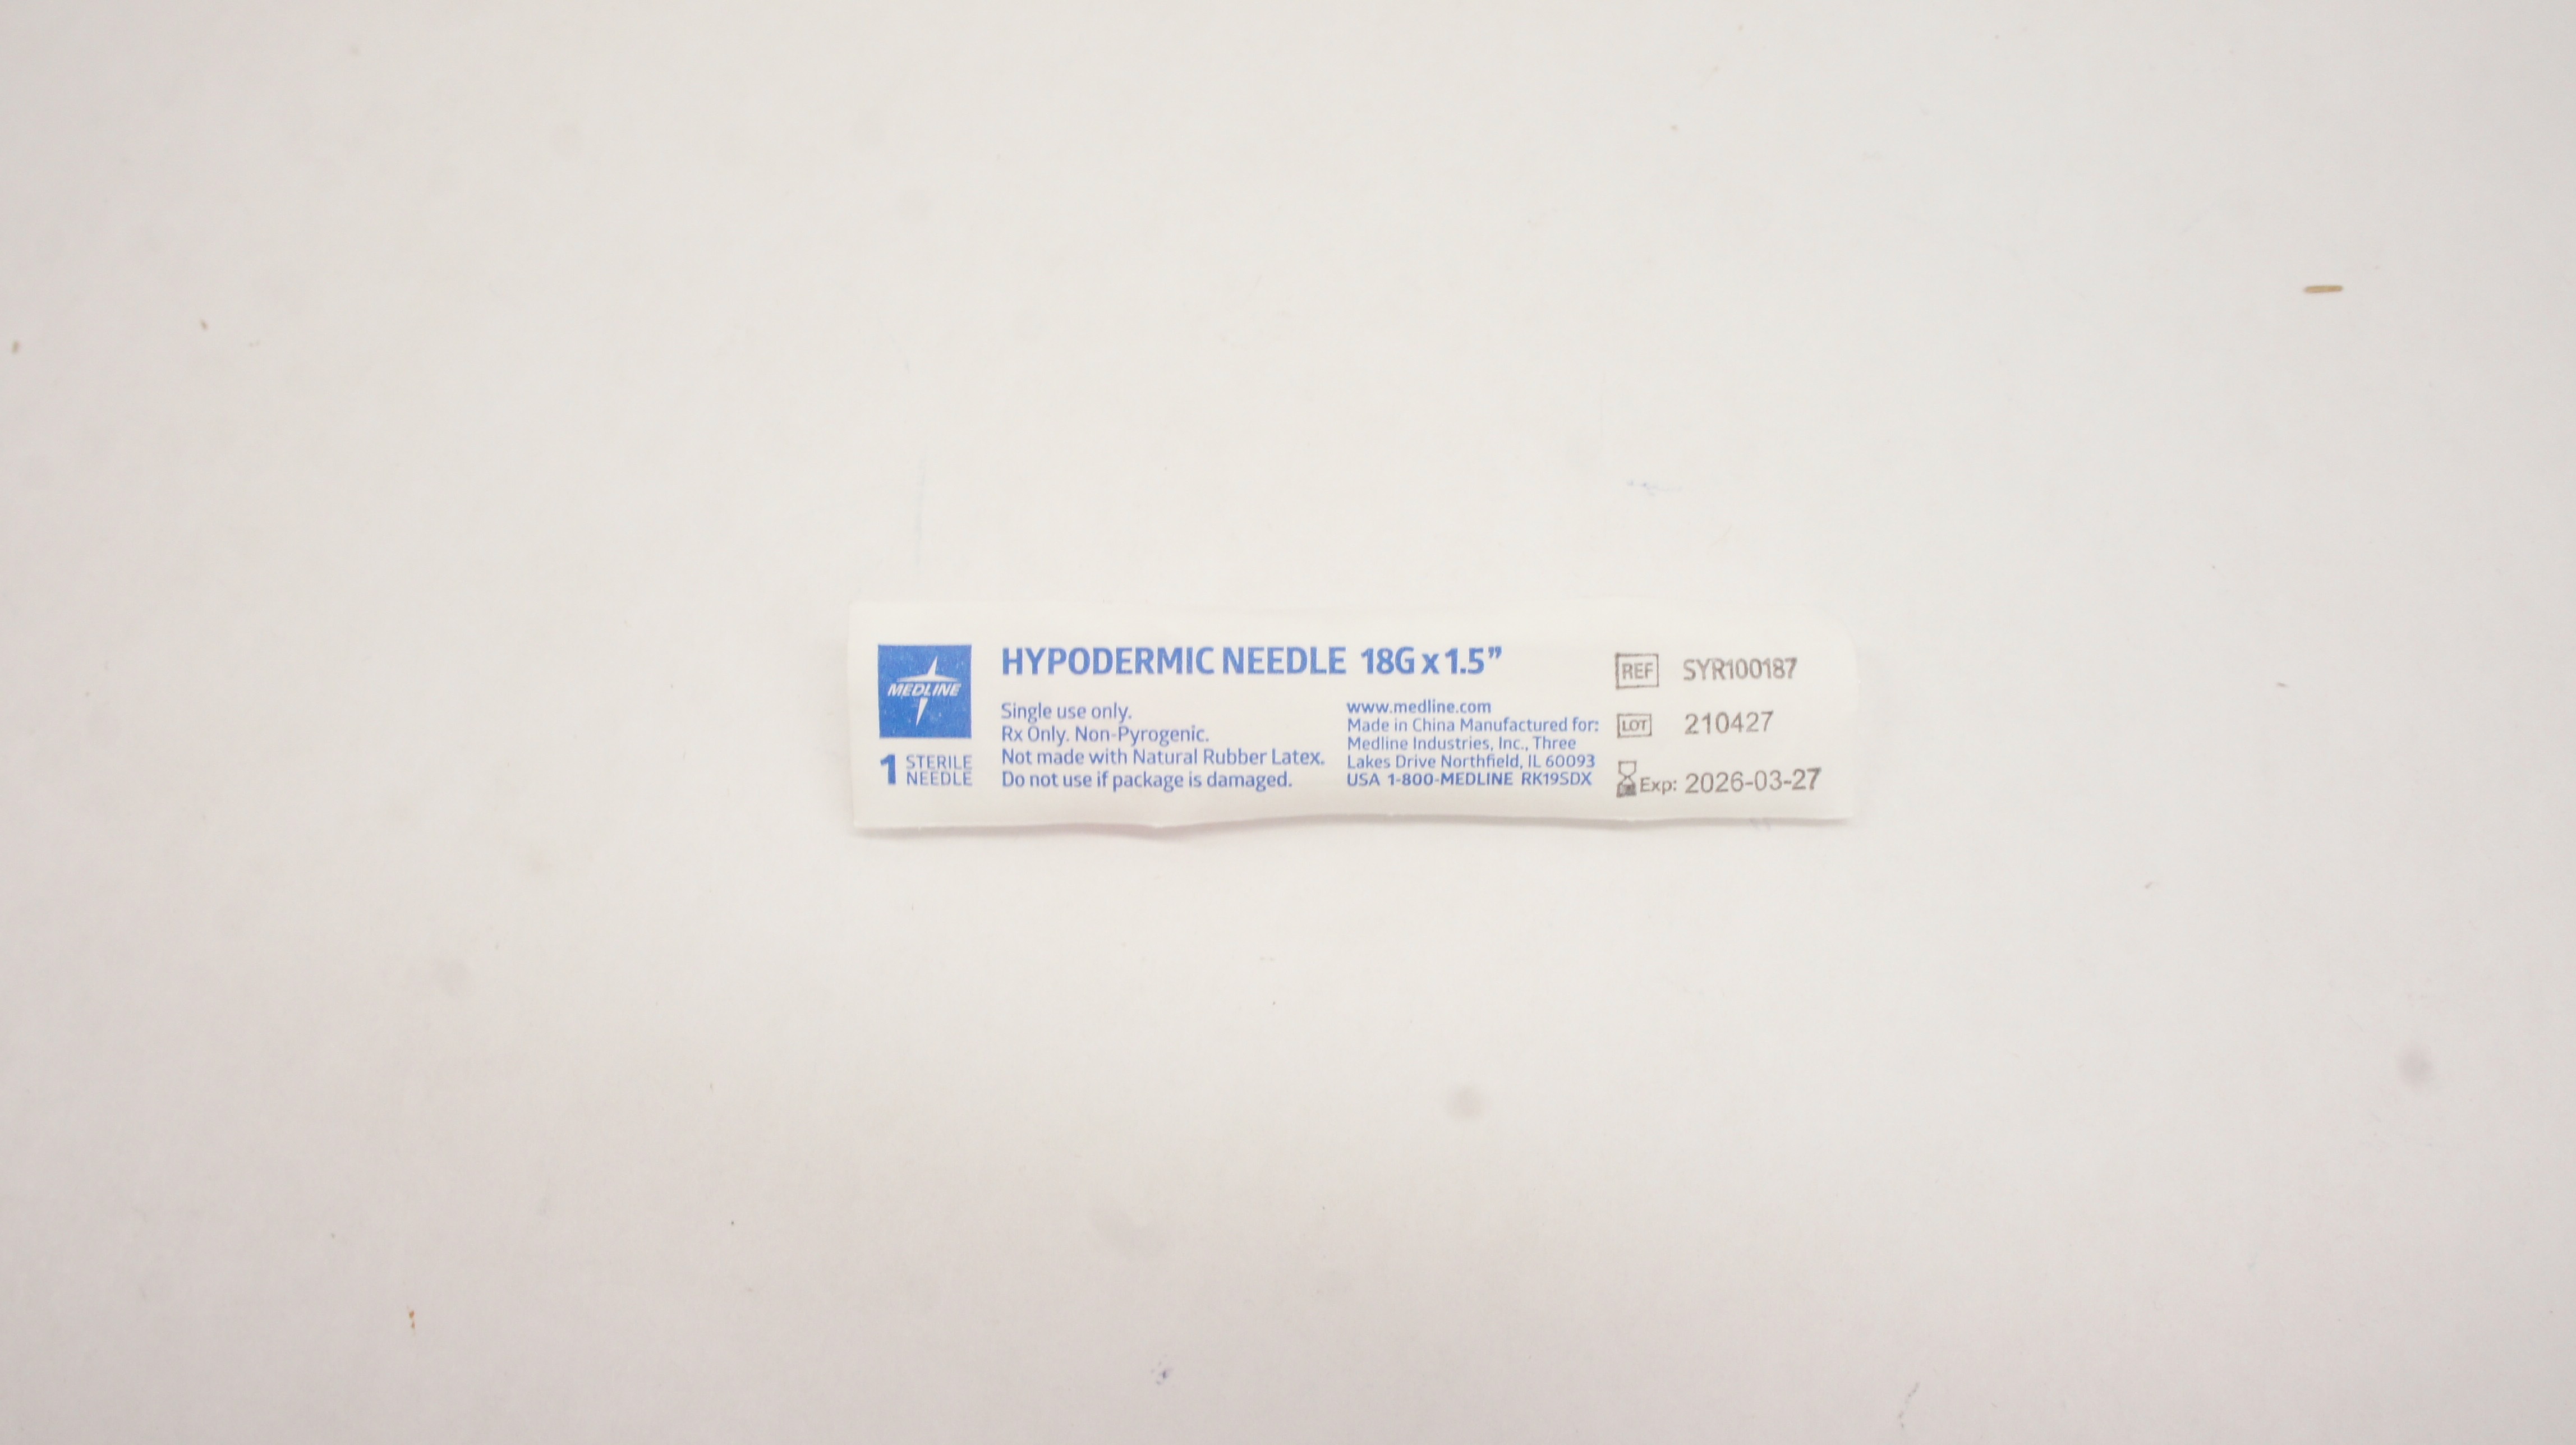 MEDLINE
1 STERILE
NEEDLE
HYPODERMIC NEEDLE 18G x 1.5”
Single use only.
Rx Only. Non-Pyrogenic.
Not made with Natural Rubber Latex.
Do not use if package is damaged.
www.medline.com
Made in China Manufactured for:
Medline Industries, Inc., Three
Lakes Drive Northfield, IL 60093
USA 1-800-MEDLINE RK19SDX
REF SYR100187
LOT 210427
Exp: 2026-03-27